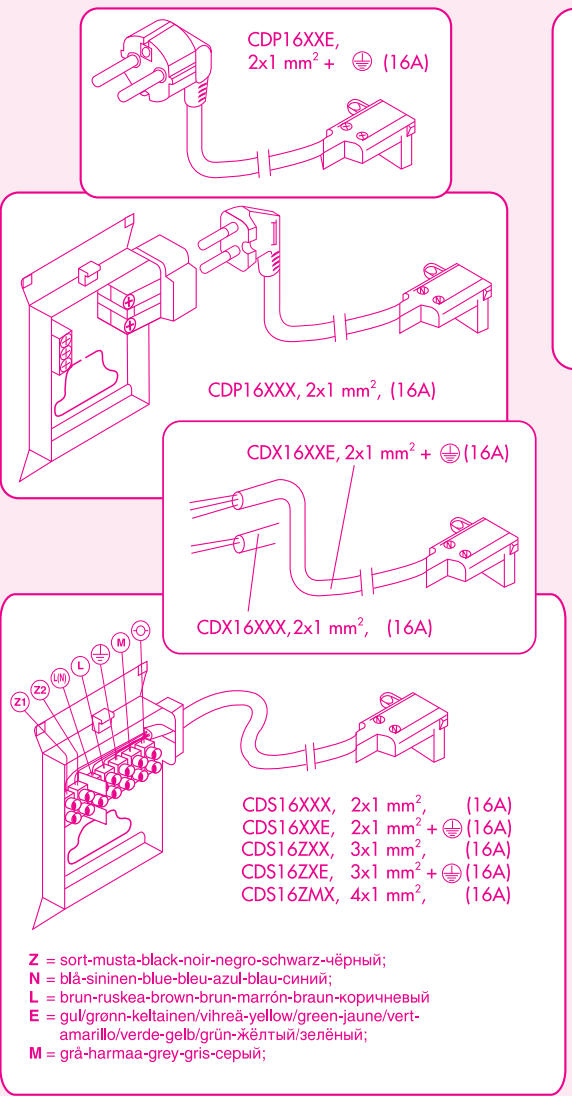 CDP16XXE,
2x1 mm² + ⏚ (16A)
CDP16XXX, 2x1 mm², (16A)
CDX16XXE, 2x1 mm² + ⏚ (16A)
CDX16XXX, 2x1 mm², (16A)
Z1
Z2
L(N)
L
⏚
M
CDS16XXX, 2x1 mm², (16A)
CDS16XXE, 2x1 mm² + ⏚ (16A)
CDS16ZXX, 3x1 mm², (16A)
CDS16ZXE, 3x1 mm² + ⏚ (16A)
CDS16ZMX, 4x1 mm², (16A)
Z = sort-musta-black-noir-negro-schwarz-чёрный;
N = blå-sininen-blue-bleu-azul-blau-синий;
L = brun-ruskea-brown-brun-marrón-braun-коричневый
E = gul/grønn-keltainen/vihreä-yellow/green-jaune/vert-
amarillo/verde-gelb/grün-жёлтый/зелёный;
M = grå-harmaa-grey-gris-серый;